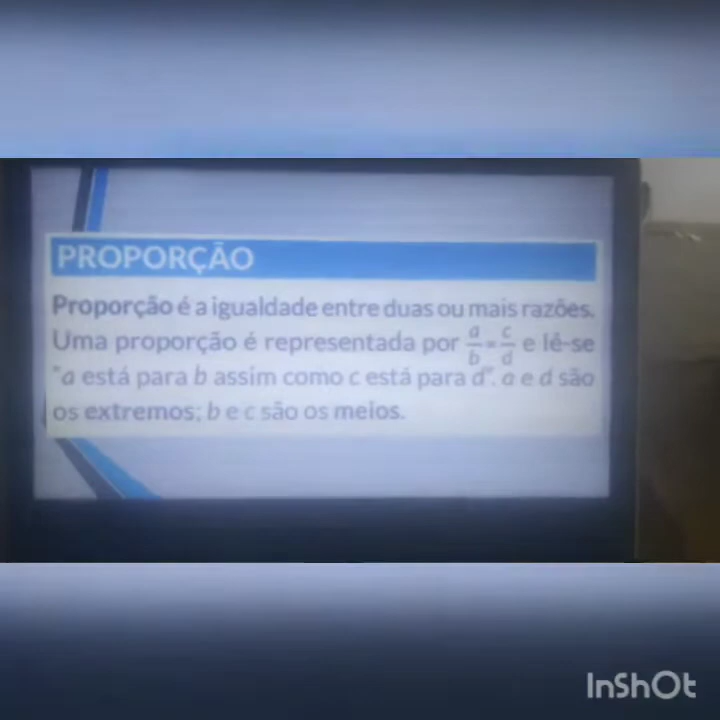 PROPORÇÃO
Proporção é a igualdade entre duas ou mais razões.
Uma proporção é representada por a/b = c/d e lê-se
"a está para b assim como c está para d". a e d são
os extremos; b e c são os meios.
InShOt